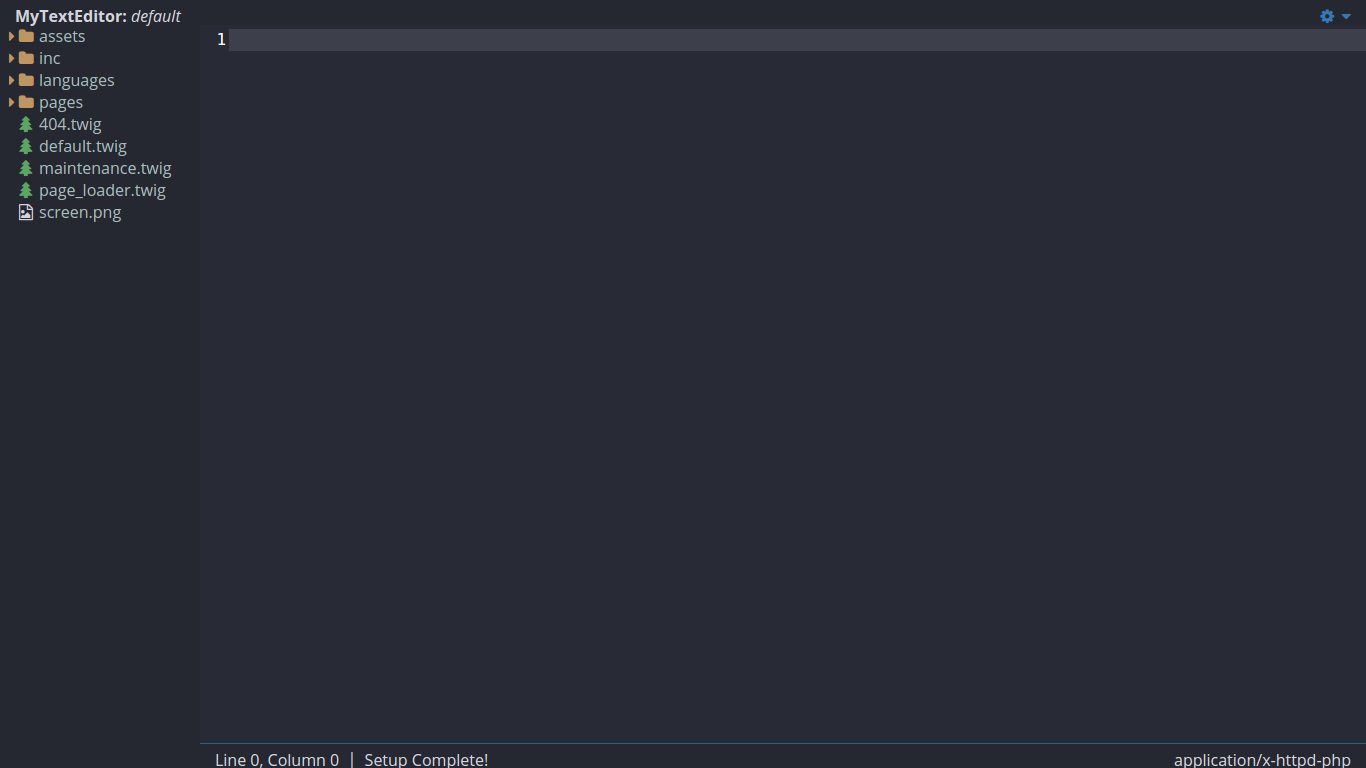 MyTextEditor: default
assets
inc
languages
pages
404.twig
default.twig
maintenance.twig
page_loader.twig
screen.png
1
Line 0, Column 0 | Setup Complete!
application/x-httpd-php